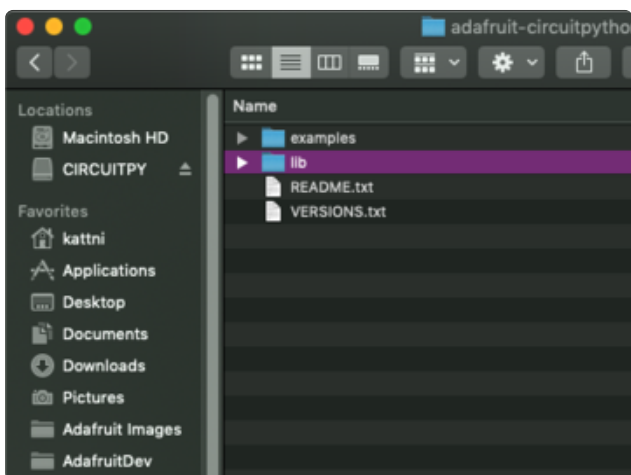 adafruit-circuitpytho
Locations
Macintosh HD
CIRCUITPY
Favorites
kattni
Applications
Desktop
Documents
Downloads
Pictures
Adafruit Images
AdafruitDev
Name
examples
lib
README.txt
VERSIONS.txt